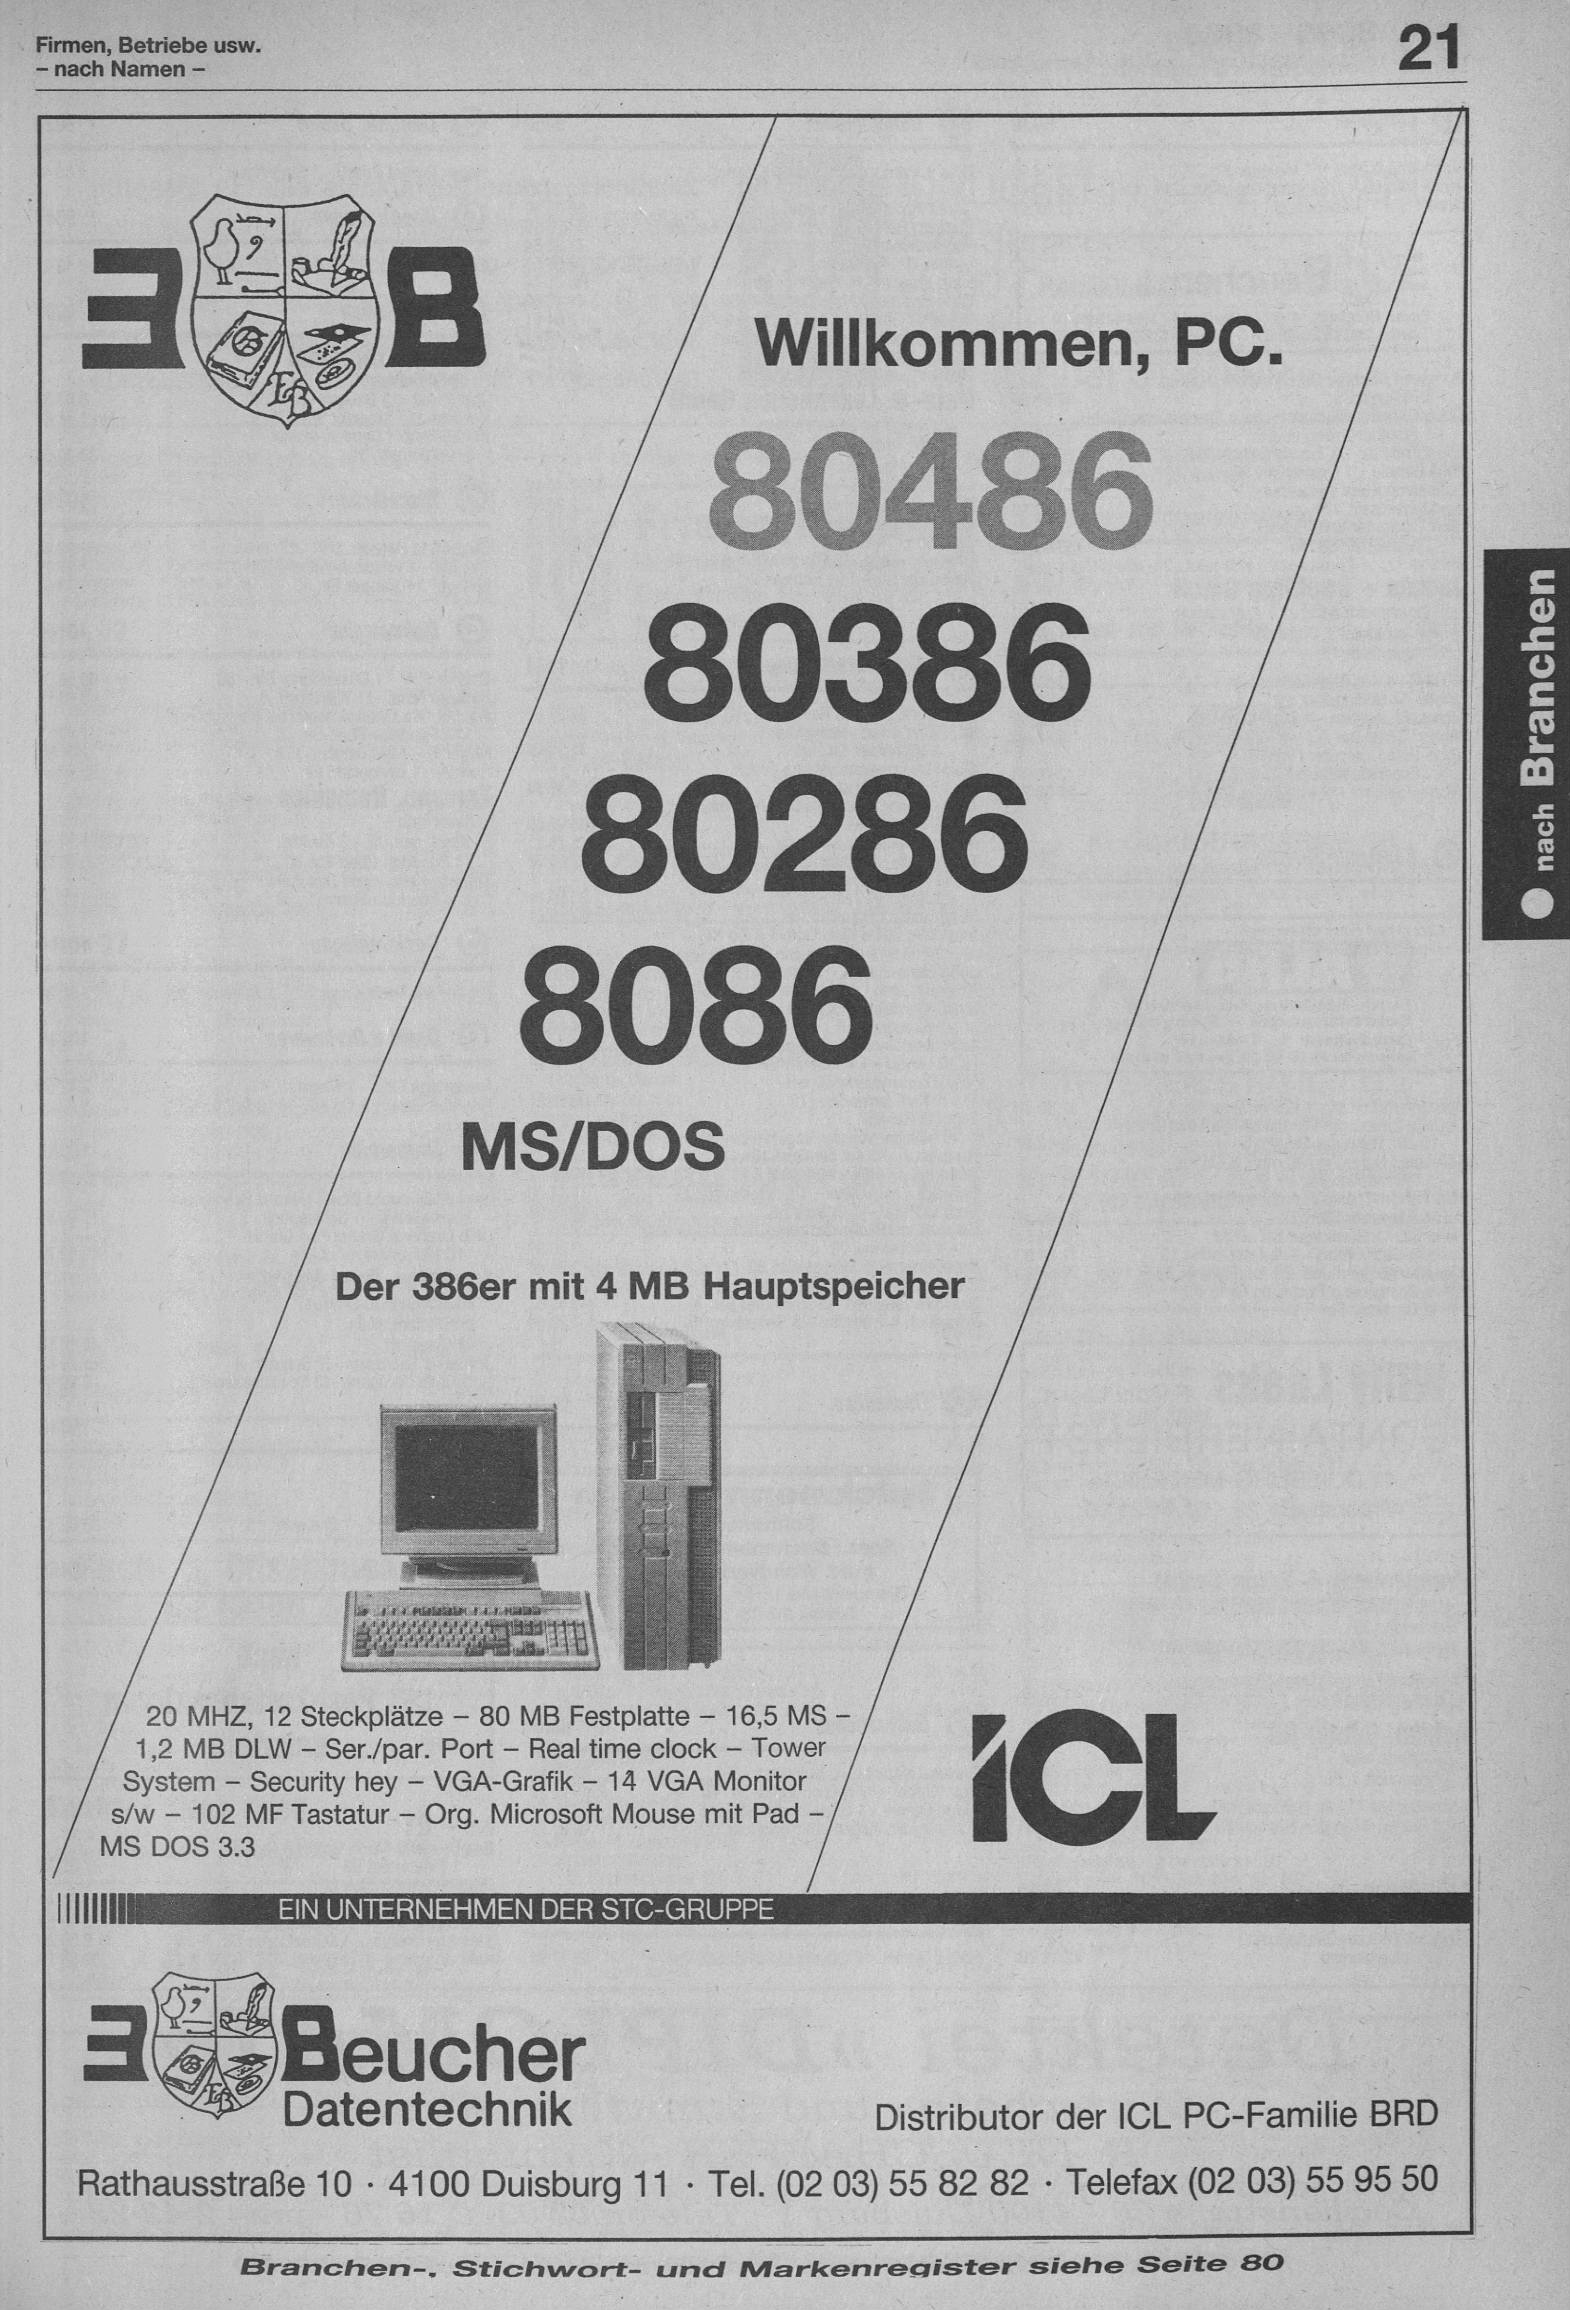 Firmen, Betriebe usw.
– nach Namen –
21
E B
EB
Willkommen, PC.
80486
80386
80286
8086
MS/DOS
● nach Branchen
Der 386er mit 4 MB Hauptspeicher
20 MHZ, 12 Steckplätze – 80 MB Festplatte – 16,5 MS –
1,2 MB DLW – Ser./par. Port – Real time clock – Tower
System – Security hey – VGA-Grafik – 14 VGA Monitor
s/w – 102 MF Tastatur – Org. Microsoft Mouse mit Pad –
MS DOS 3.3
ICL
EIN UNTERNEHMEN DER STC-GRUPPE
E Beucher
EB
Datentechnik
Distributor der ICL PC-Familie BRD
Rathausstraße 10 · 4100 Duisburg 11 · Tel. (02 03) 55 82 82 · Telefax (02 03) 55 95 50
Branchen-, Stichwort- und Markenregister siehe Seite 80